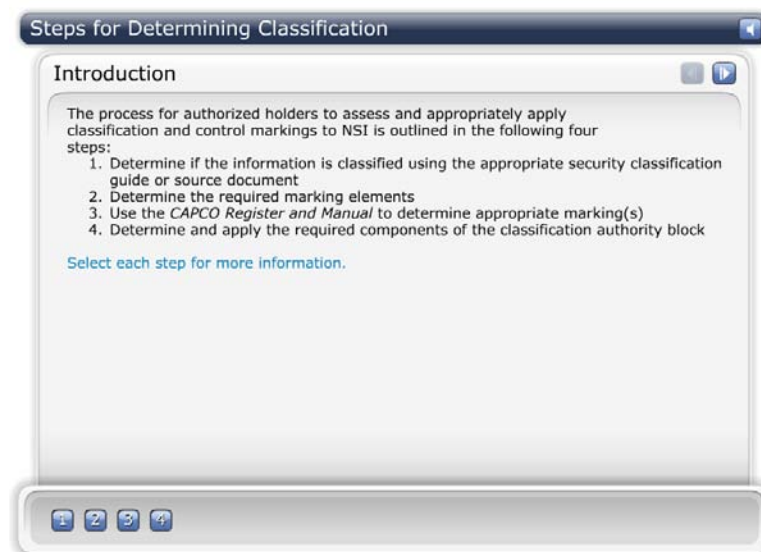 Steps for Determining Classification
Introduction
The process for authorized holders to assess and appropriately apply
classification and control markings to NSI is outlined in the following four
steps:
1. Determine if the information is classified using the appropriate security classification
guide or source document
2. Determine the required marking elements
3. Use the CAPCO Register and Manual to determine appropriate marking(s)
4. Determine and apply the required components of the classification authority block
Select each step for more information.
1 2 3 4